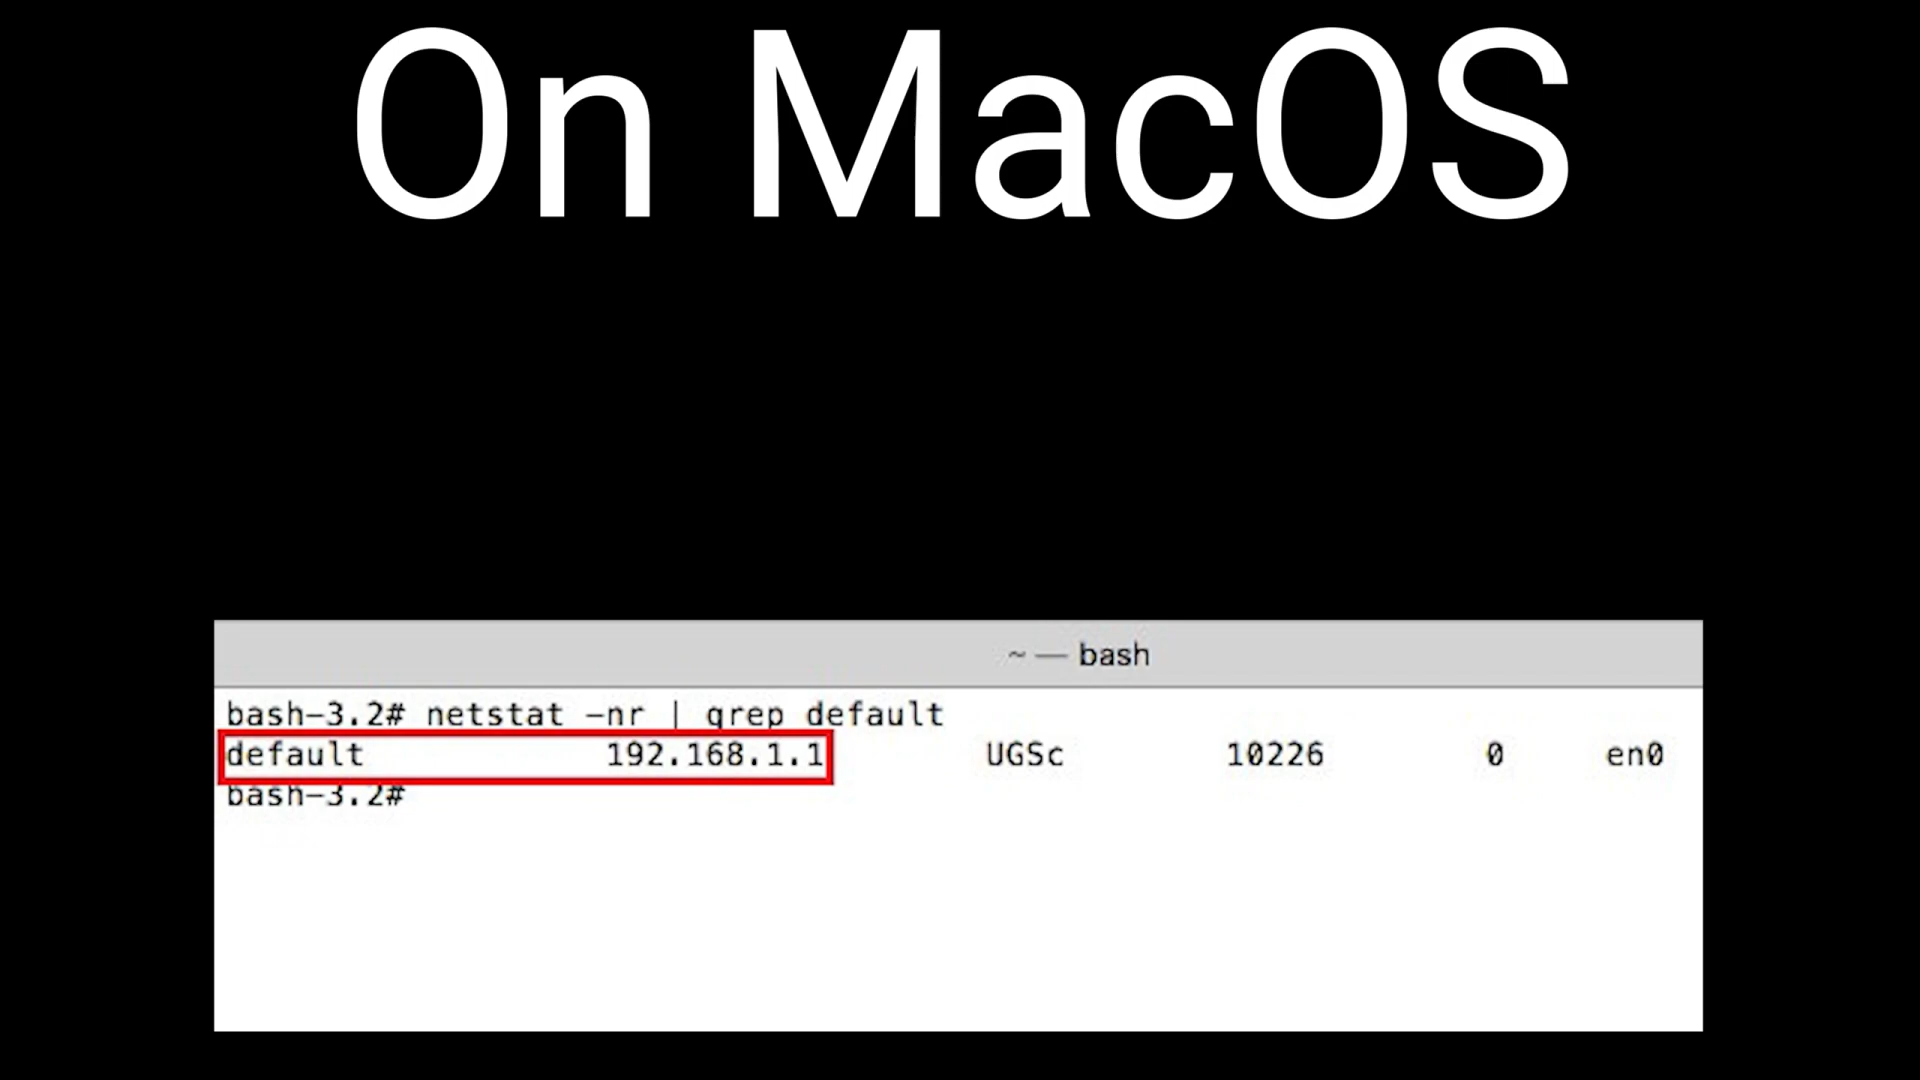 On MacOS
~ — bash
bash-3.2# netstat -nr | grep default
default 192.168.1.1 UGSc 10226 0 en0
bash-3.2#